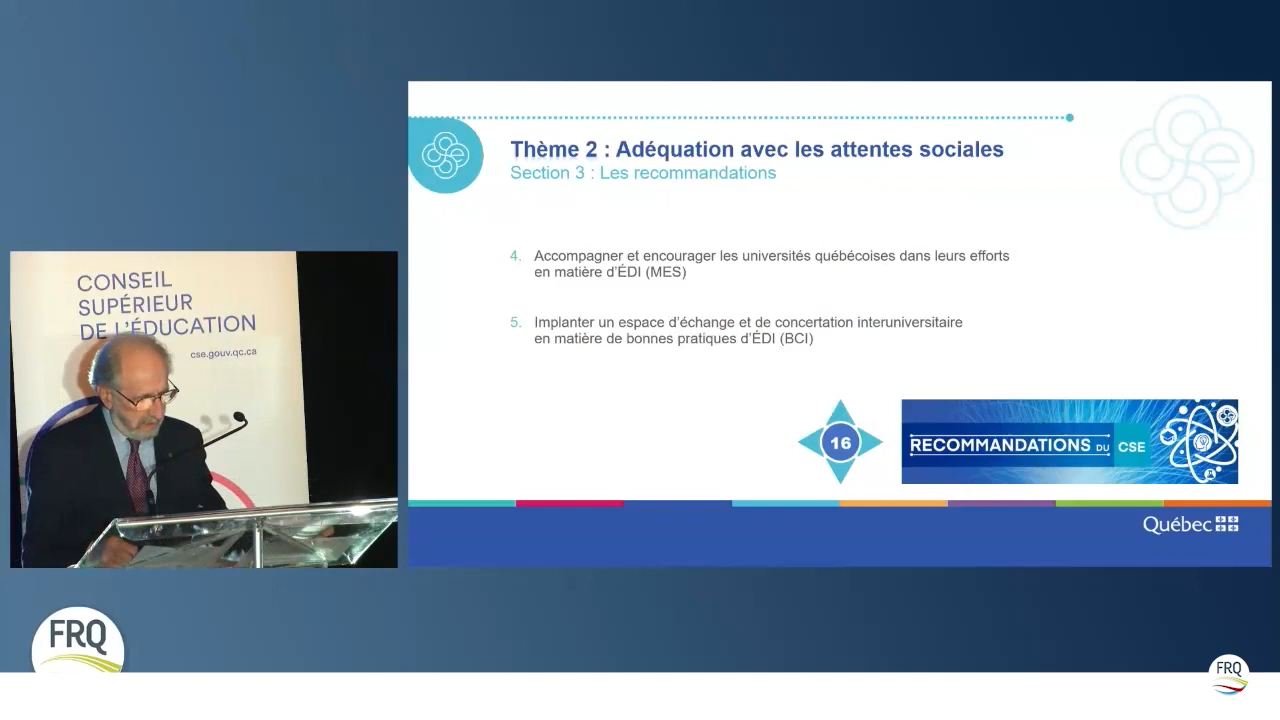 Thème 2 : Adéquation avec les attentes sociales
Section 3 : Les recommandations
4. Accompagner et encourager les universités québécoises dans leurs efforts
en matière d'ÉDI (MES)
5. Implanter un espace d'échange et de concertation interuniversitaire
en matière de bonnes pratiques d'ÉDI (BCI)
16
RECOMMANDATIONS DU CSE
Québec
CONSEIL
SUPÉRIEUR
DE L'ÉDUCATION
cse.gouv.qc.ca
FRQ
FRQ